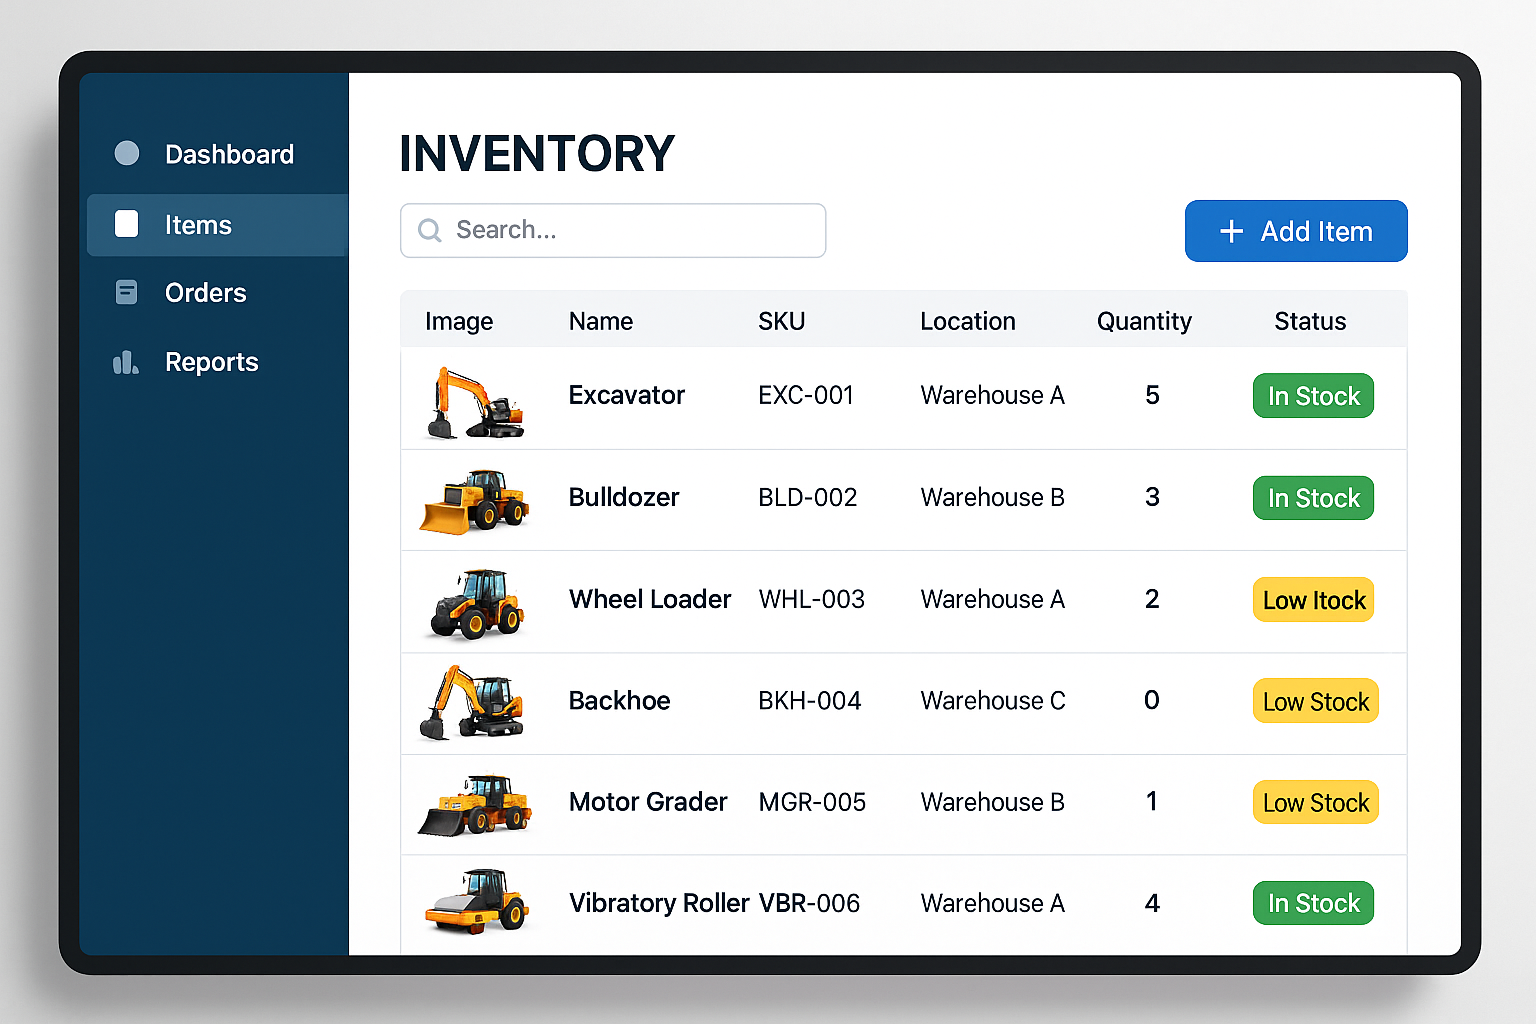 Dashboard
Items
Orders
Reports
INVENTORY
Search...
+ Add Item
Image Name SKU Location Quantity Status
Excavator EXC-001 Warehouse A 5 In Stock
Bulldozer BLD-002 Warehouse B 3 In Stock
Wheel Loader WHL-003 Warehouse A 2 Low Itock
Backhoe BKH-004 Warehouse C 0 Low Stock
Motor Grader MGR-005 Warehouse B 1 Low Stock
Vibratory Roller VBR-006 Warehouse A 4 In Stock